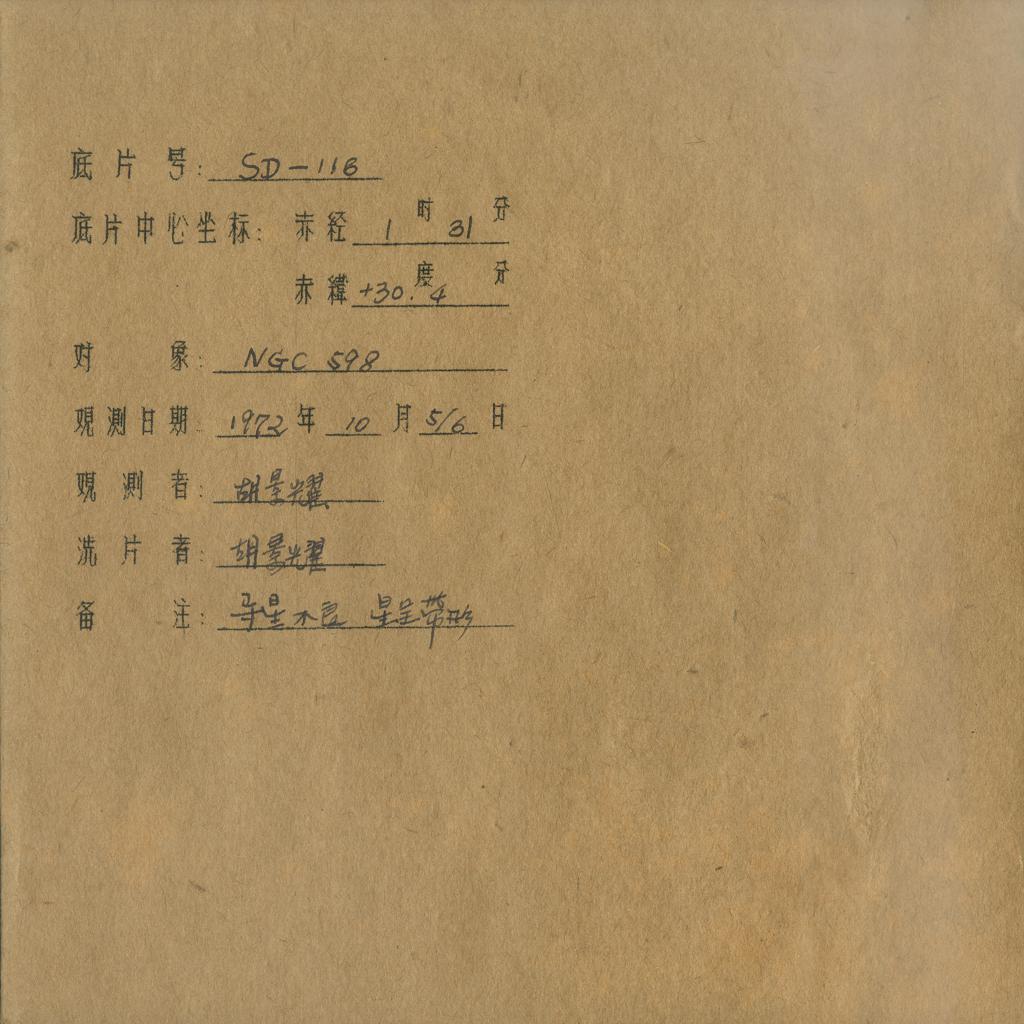 底片号: SD-116
底片中心坐标: 赤经 1 时 31 分
赤緯 +30.4 度 分
对象: NGC 598
观测日期: 1972 年 10 月 5/6 日
观测者: 胡景耀
洗片者: 胡景耀
备注: 导星不良 星呈带形